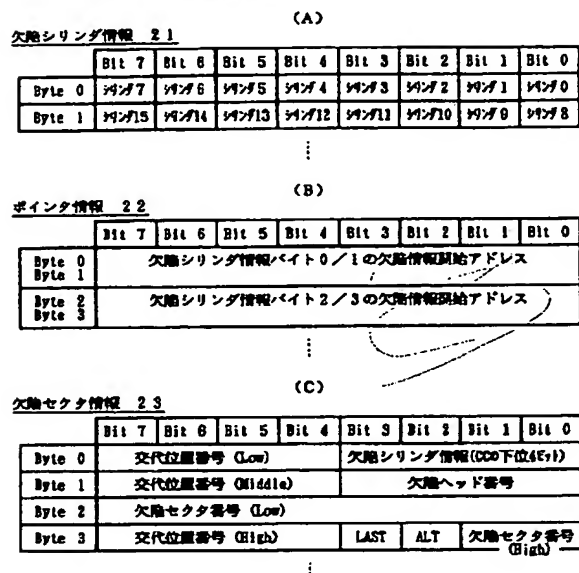 (A)
欠陥シリンダ情報 21
Bit 7 Bit 6 Bit 5 Bit 4 Bit 3 Bit 2 Bit 1 Bit 0
Byte 0 ｼﾘﾝﾀﾞ7 ｼﾘﾝﾀﾞ6 ｼﾘﾝﾀﾞ5 ｼﾘﾝﾀﾞ4 ｼﾘﾝﾀﾞ3 ｼﾘﾝﾀﾞ2 ｼﾘﾝﾀﾞ1 ｼﾘﾝﾀﾞ0
Byte 1 ｼﾘﾝﾀﾞ15 ｼﾘﾝﾀﾞ14 ｼﾘﾝﾀﾞ13 ｼﾘﾝﾀﾞ12 ｼﾘﾝﾀﾞ11 ｼﾘﾝﾀﾞ10 ｼﾘﾝﾀﾞ9 ｼﾘﾝﾀﾞ8
(B)
ポインタ情報 22
Bit 7 Bit 6 Bit 5 Bit 4 Bit 3 Bit 2 Bit 1 Bit 0
Byte 0
Byte 1
欠陥シリンダ情報バイト0/1の欠陥情報開始アドレス
Byte 2
Byte 3
欠陥シリンダ情報バイト2/3の欠陥情報開始アドレス
(C)
欠陥セクタ情報 23
Bit 7 Bit 6 Bit 5 Bit 4 Bit 3 Bit 2 Bit 1 Bit 0
Byte 0 交代位置番号 (Low) 欠陥シリンダ情報(CCO下位4ﾋﾞｯﾄ)
Byte 1 交代位置番号 (Middle) 欠陥ヘッド番号
Byte 2 欠陥セクタ番号 (Low)
Byte 3 交代位置番号 (High) LAST ALT 欠陥セクタ番号
(High)